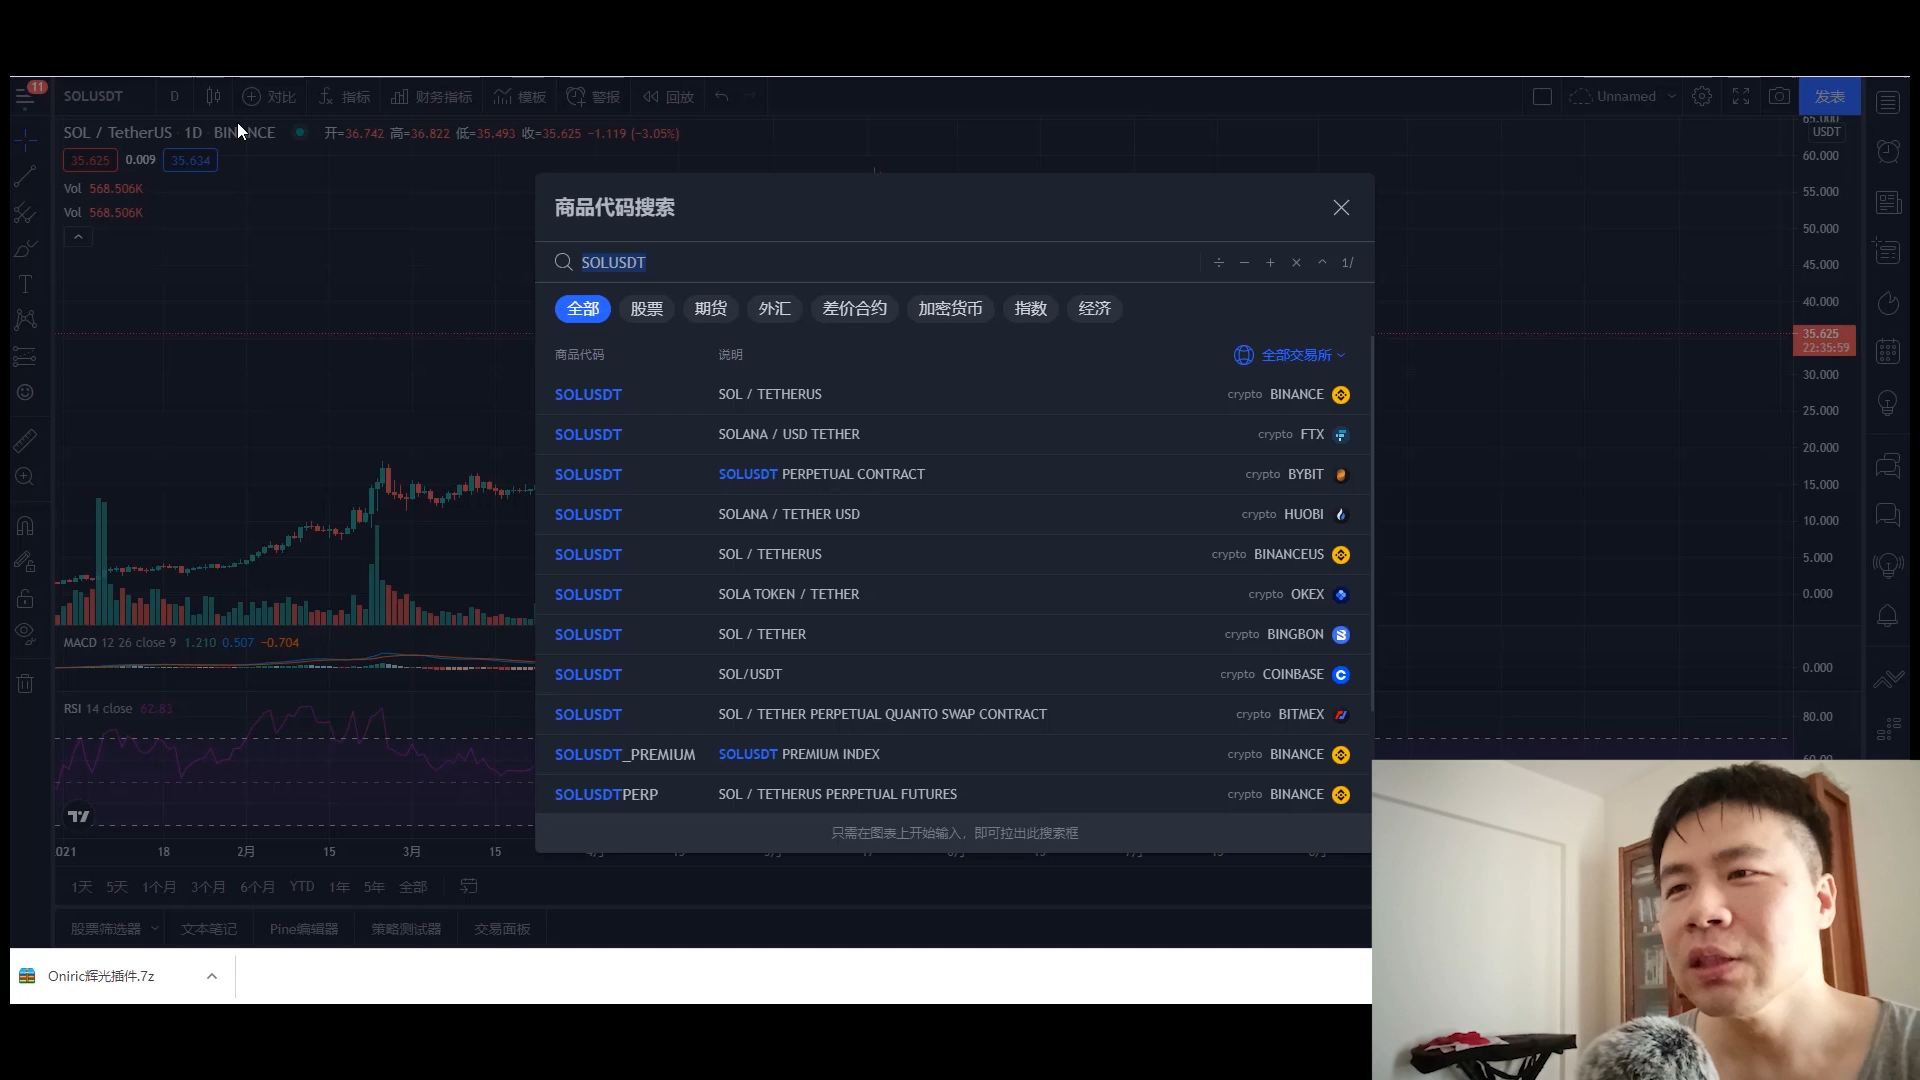 11
SOLUSDT D 对比 指标 财务指标 模板 警报 回放 Unnamed 发表
SOL / TetherUS 1D BINANCE 开=36.742 高=36.822 低=35.493 收=35.625 −1.119 (−3.05%)
35.625 0.009 35.634
Vol 568.506K
Vol 568.506K
65.000
USDT
60.000
55.000
50.000
45.000
40.000
35.625
22:35:59
30.000
25.000
20.000
15.000
10.000
5.000
0.000
0.000
80.00
60.00
商品代码搜索
SOLUSDT ÷ − + × ^ 1/
全部 股票 期货 外汇 差价合约 加密货币 指数 经济
商品代码 说明 全部交易所
SOLUSDT SOL / TETHERUS crypto BINANCE
SOLUSDT SOLANA / USD TETHER crypto FTX
SOLUSDT SOLUSDT PERPETUAL CONTRACT crypto BYBIT
SOLUSDT SOLANA / TETHER USD crypto HUOBI
SOLUSDT SOL / TETHERUS crypto BINANCEUS
SOLUSDT SOLA TOKEN / TETHER crypto OKEX
SOLUSDT SOL / TETHER crypto BINGBON
SOLUSDT SOL/USDT crypto COINBASE
SOLUSDT SOL / TETHER PERPETUAL QUANTO SWAP CONTRACT crypto BITMEX
SOLUSDT_PREMIUM SOLUSDT PREMIUM INDEX crypto BINANCE
SOLUSDTPERP SOL / TETHERUS PERPETUAL FUTURES crypto BINANCE
只需在图表上开始输入，即可拉出此搜索框
MACD 12 26 close 9 1.210 0.507 −0.704
RSI 14 close 62.83
021 18 2月 15 3月 15
1天 5天 1个月 3个月 6个月 YTD 1年 5年 全部
股票筛选器 文本笔记 Pine编辑器 策略测试器 交易面板
Oniric辉光插件.7z